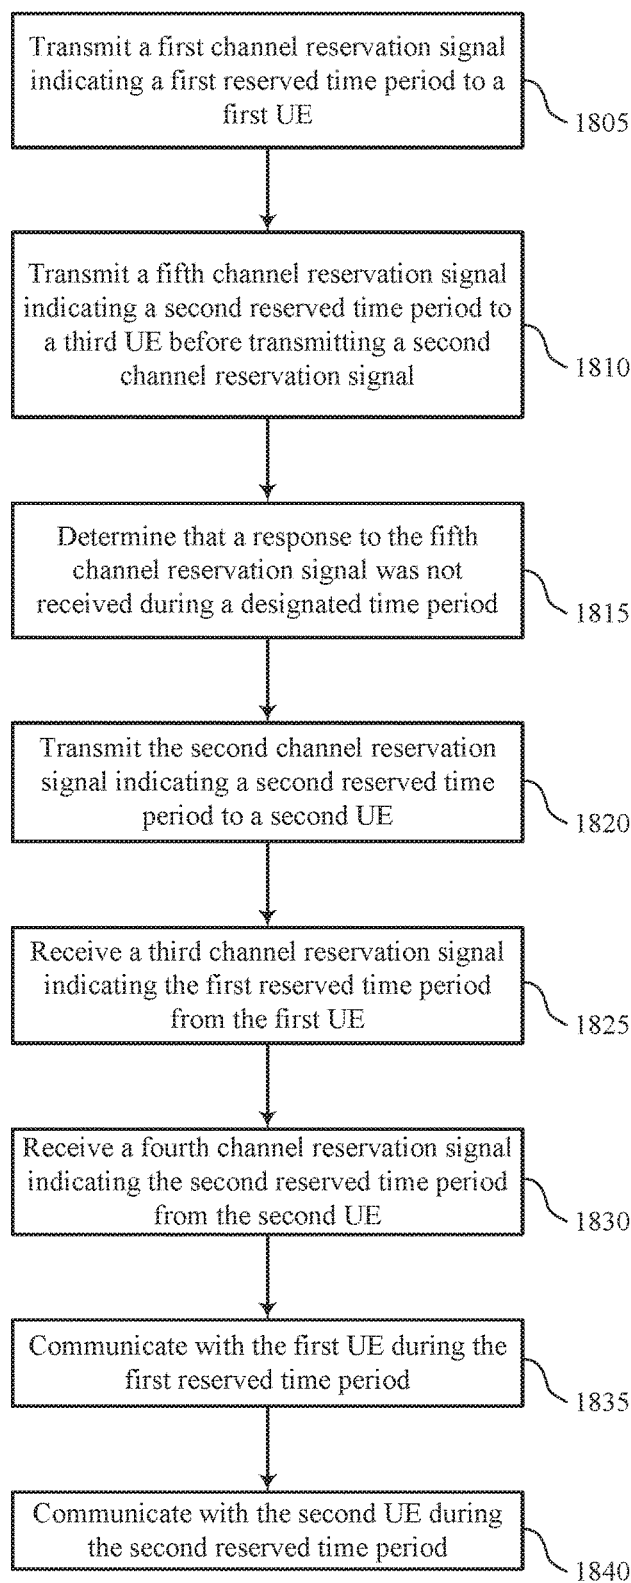 Transmit a first channel reservation signal
indicating a first reserved time period to a
first UE
1805
Transmit a fifth channel reservation signal
indicating a second reserved time period to
a third UE before transmitting a second
channel reservation signal
1810
Determine that a response to the fifth
channel reservation signal was not
received during a designated time period
1815
Transmit the second channel reservation
signal indicating a second reserved time
period to a second UE
1820
Receive a third channel reservation signal
indicating the first reserved time period
from the first UE
1825
Receive a fourth channel reservation signal
indicating the second reserved time period
from the second UE
1830
Communicate with the first UE during the
first reserved time period
1835
Communicate with the second UE during
the second reserved time period
1840